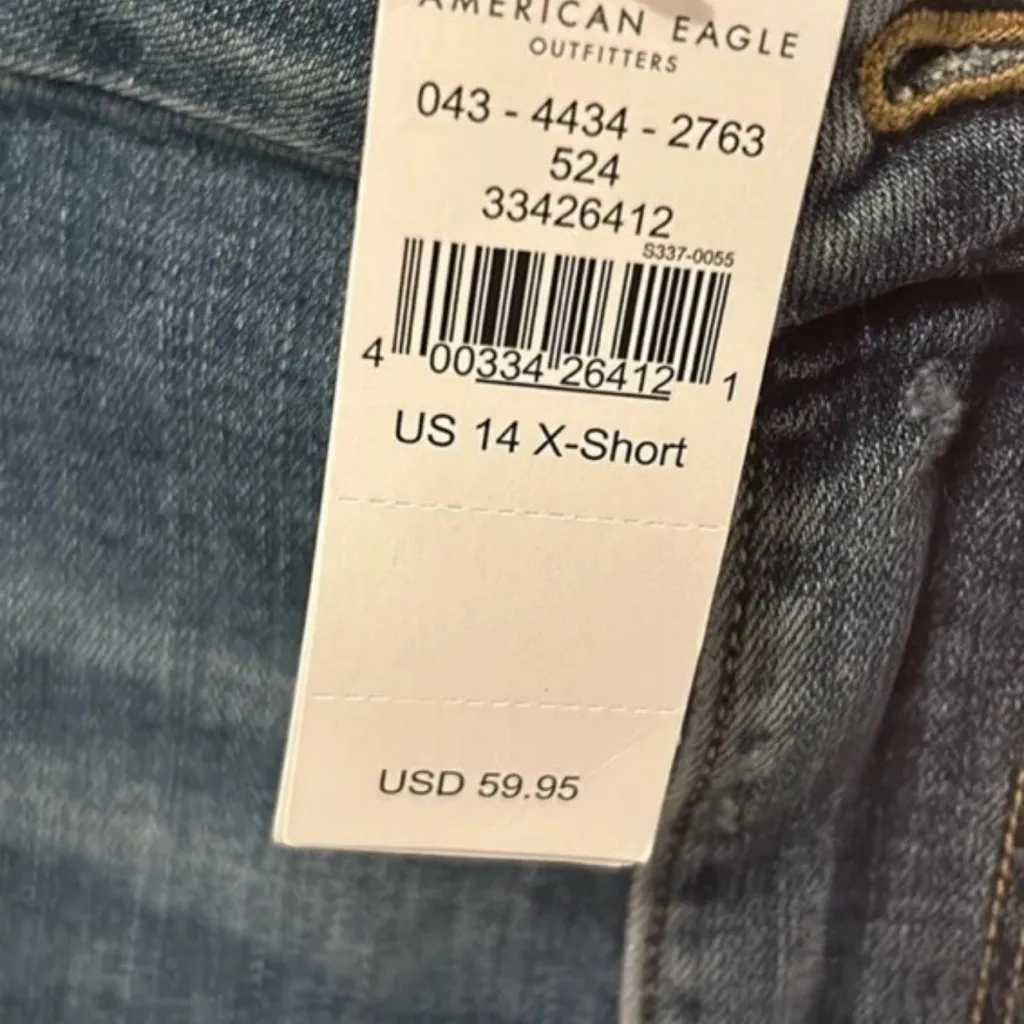 AMERICAN EAGLE
OUTFITTERS
043 - 4434 - 2763
524
33426412
S337-0055
4 00334 26412 1
US 14 X-Short
USD 59.95